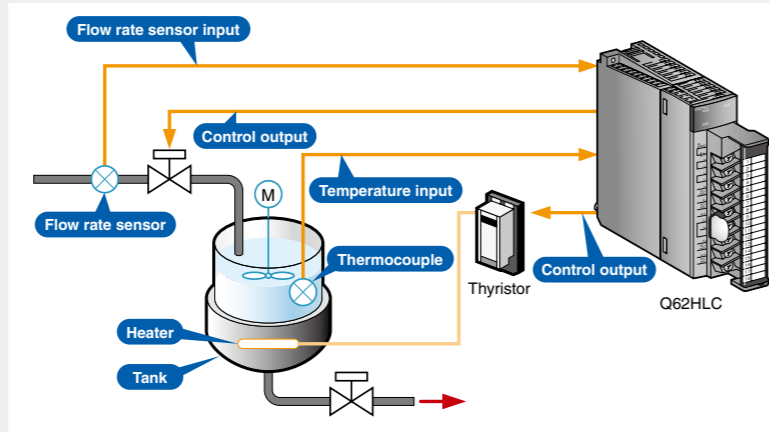 Flow rate sensor input
Control output
M
Temperature input
Flow rate sensor
Thermocouple
Control output
Thyristor
Q62HLC
Heater
Tank